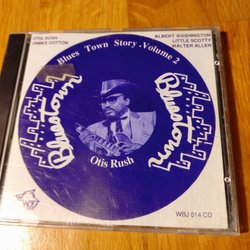 OTIS RUSH
JAMES COTTON
ALBERT WASHINGTON
LITTLE SCOTTY
WALTER ALLEN
Blues Town Story . Volume 2
Bluestown
Bluestown
Otis Rush
WBJ
WBJ 014 CD